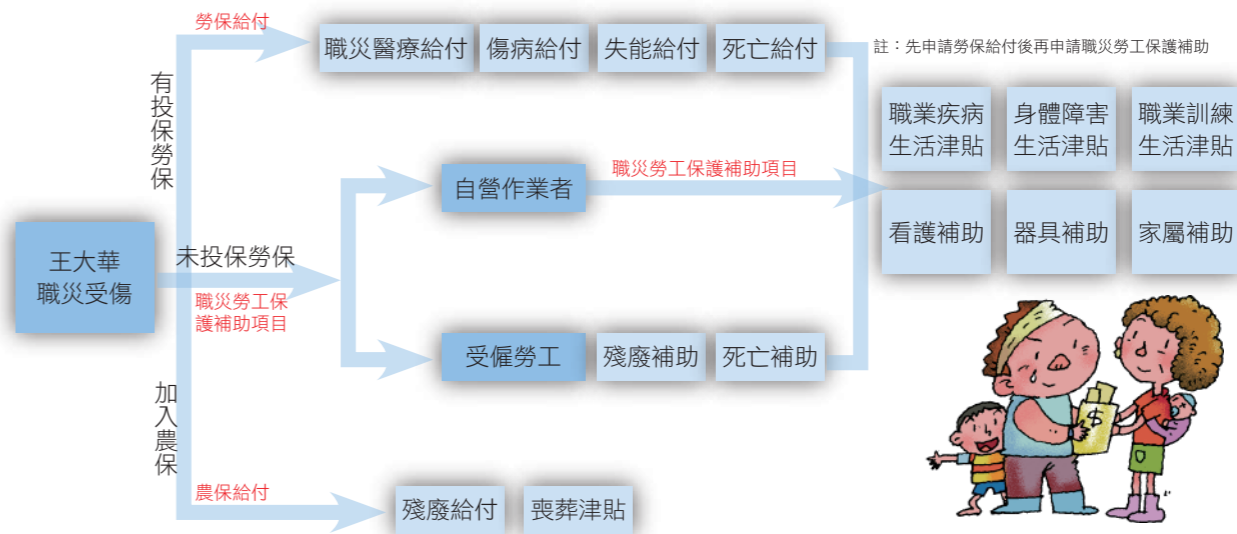 勞保給付
職災醫療給付
傷病給付
失能給付
死亡給付
註：先申請勞保給付後再申請職災勞工保護補助
有投保勞保
職業疾病
生活津貼
身體障害
生活津貼
職業訓練
生活津貼
自營作業者
職災勞工保護補助項目
看護補助
器具補助
家屬補助
王大華
職災受傷
未投保勞保
職災勞工保
護補助項目
受僱勞工
殘廢補助
死亡補助
加入農保
農保給付
殘廢給付
喪葬津貼
$